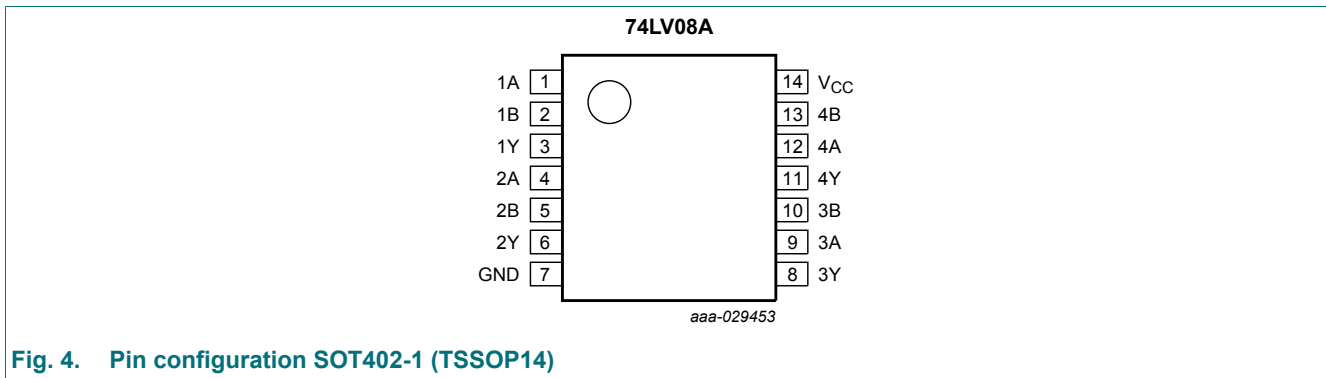 74LV08A
1A 1 14 VCC
1B 2 13 4B
1Y 3 12 4A
2A 4 11 4Y
2B 5 10 3B
2Y 6 9 3A
GND 7 8 3Y
aaa-029453
Fig. 4. Pin configuration SOT402-1 (TSSOP14)